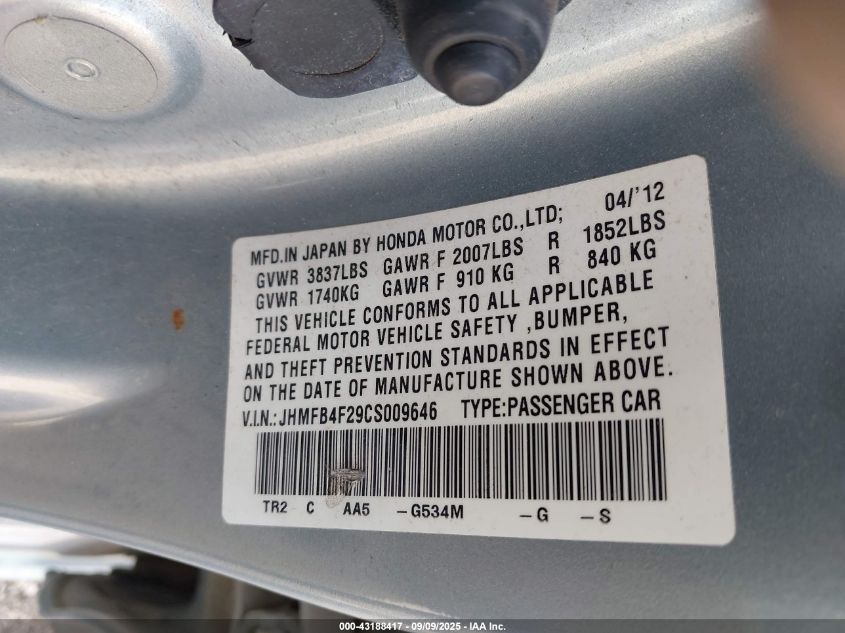 MFD.IN JAPAN BY HONDA MOTOR CO.,LTD; 04/'12
GVWR 3837LBS GAWR F 2007LBS R 1852LBS
GVWR 1740KG GAWR F 910 KG R 840 KG
THIS VEHICLE CONFORMS TO ALL APPLICABLE
FEDERAL MOTOR VEHICLE SAFETY ,BUMPER,
AND THEFT PREVENTION STANDARDS IN EFFECT
ON THE DATE OF MANUFACTURE SHOWN ABOVE.
V.I.N.: JHMFB4F29CS009646 TYPE:PASSENGER CAR
TR2 C AA5 -G534M -G -S
000-43188417 - 09/09/2025 - IAA Inc.